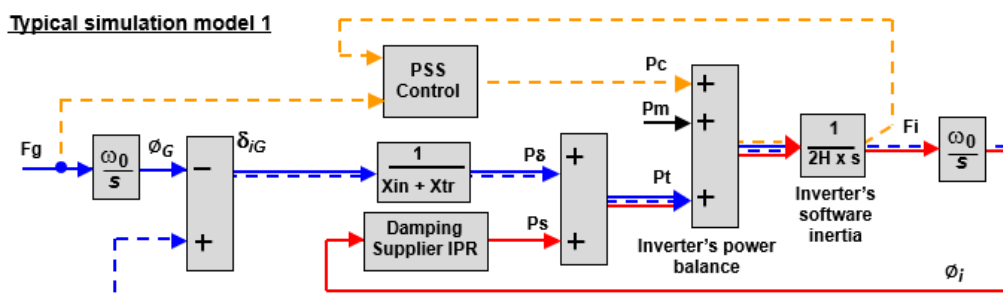 Typical simulation model 1
PSS
Control
Pc
Pm
+
+
+
Fg
ω0
s
ØG
δiG
−
+
1
Xin + Xtr
Pδ
+
+
Pt
Damping
Supplier IPR
Ps
1
2H x s
Fi
ω0
s
Inverter's
software
inertia
Inverter's power
balance
Øi